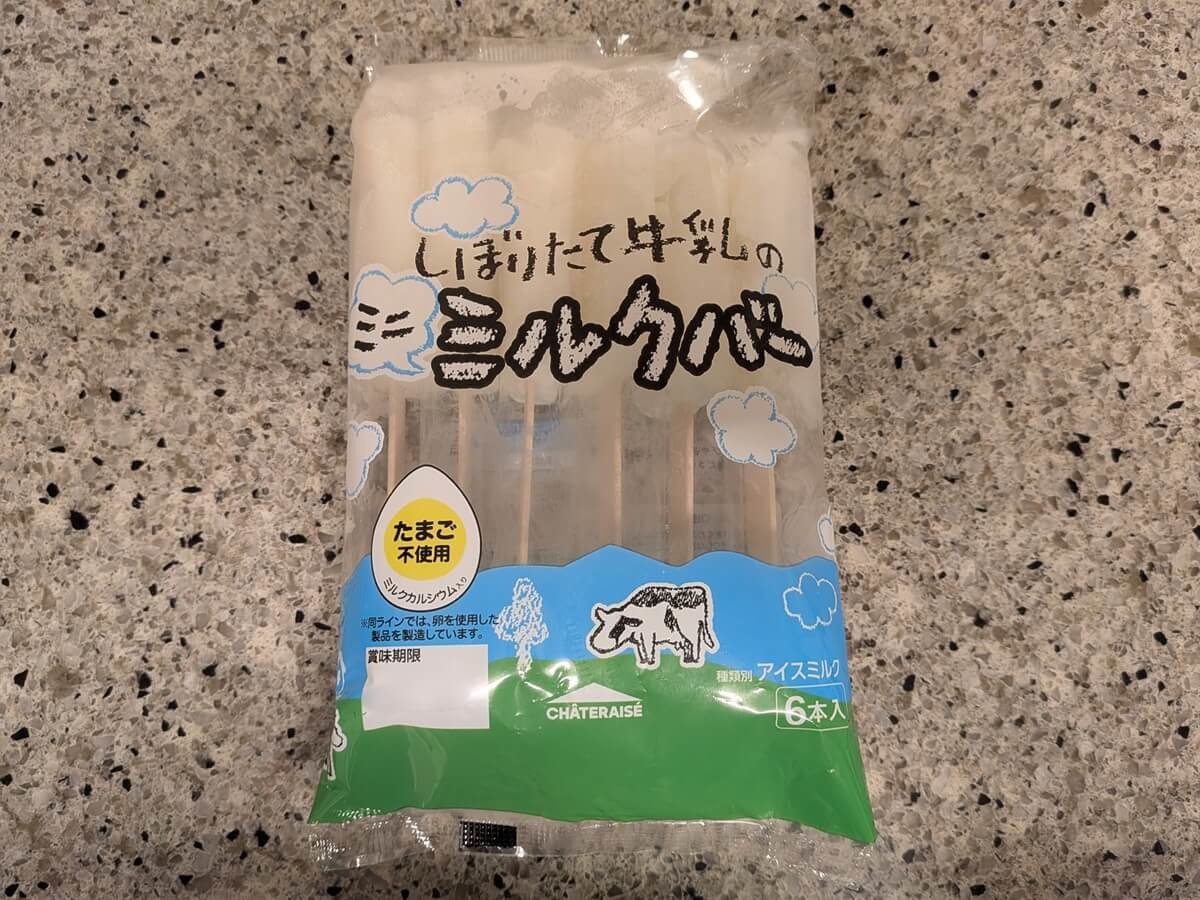 しぼりたて牛乳の
ミニ
ミルクバー
たまご
不使用
ミルクカルシウム入り
※同ラインでは、卵を使用した
製品を製造しています。
賞味期限
種類別 アイスミルク
6本入
CHÂTERAISÉ